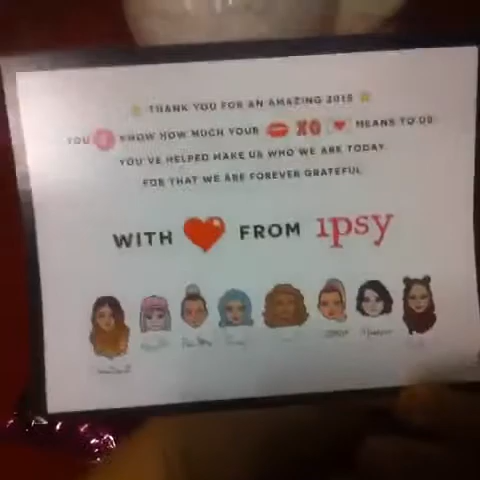 THANK YOU FOR AN AMAZING 2015
YOU KNOW HOW MUCH YOUR XO MEANS TO US
YOU'VE HELPED MAKE US WHO WE ARE TODAY
FOR THAT WE ARE FOREVER GRATEFUL
WITH FROM ipsy